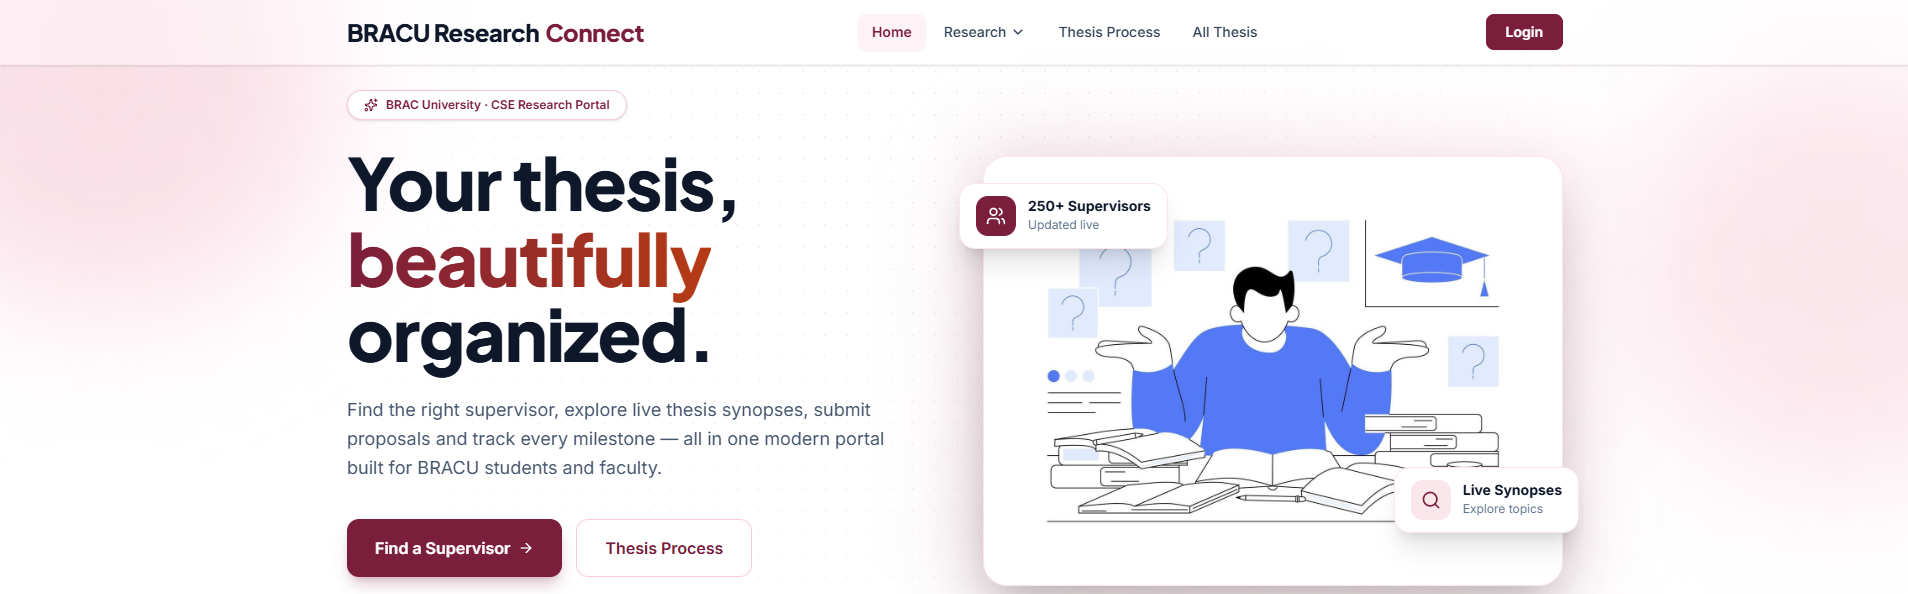 BRACU Research Connect
Home
Research
Thesis Process
All Thesis
Login
BRAC University · CSE Research Portal
Your thesis,
beautifully
organized.
Find the right supervisor, explore live thesis synopses, submit
proposals and track every milestone — all in one modern portal
built for BRACU students and faculty.
Find a Supervisor
Thesis Process
250+ Supervisors
Updated live
?
?
?
?
?
Live Synopses
Explore topics